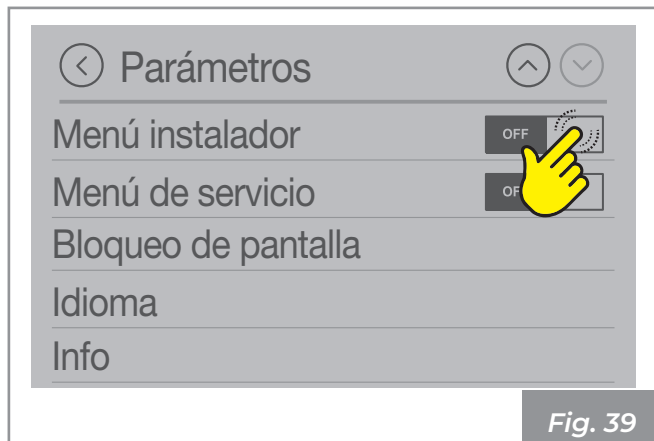 Parámetros
Menú instalador OFF
Menú de servicio
Bloqueo de pantalla
Idioma
Info
Fig. 39